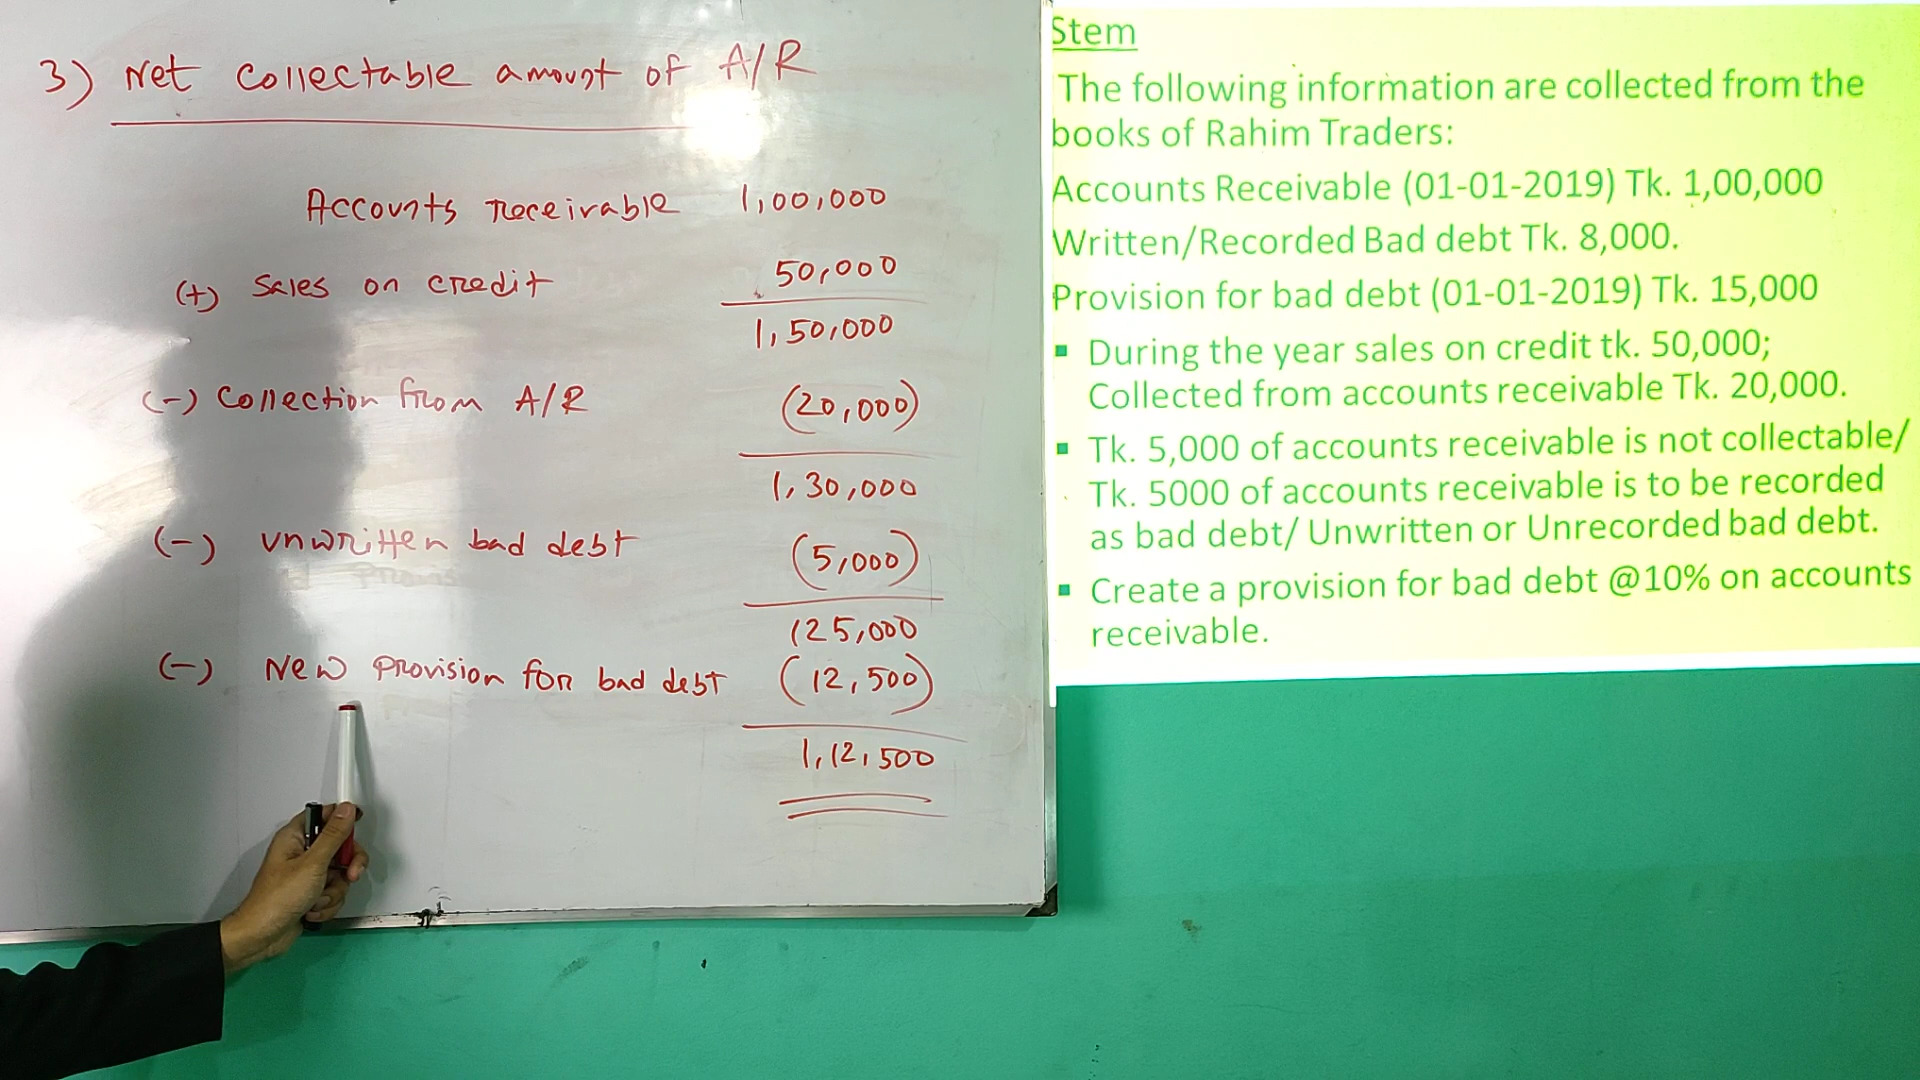 3) Net collectable amount of A/R
Accounts receivable 1,00,000
(+) Sales on credit 50,000
1,50,000
(-) Collection from A/R (20,000)
1,30,000
(-) unwritten bad debt (5,000)
125,000
(-) New provision for bad debt (12,500)
1,12,500
Stem
The following information are collected from the
books of Rahim Traders:
Accounts Receivable (01-01-2019) Tk. 1,00,000
Written/Recorded Bad debt Tk. 8,000.
Provision for bad debt (01-01-2019) Tk. 15,000
▪ During the year sales on credit tk. 50,000;
Collected from accounts receivable Tk. 20,000.
▪ Tk. 5,000 of accounts receivable is not collectable/
Tk. 5000 of accounts receivable is to be recorded
as bad debt/ Unwritten or Unrecorded bad debt.
▪ Create a provision for bad debt @10% on accounts
receivable.